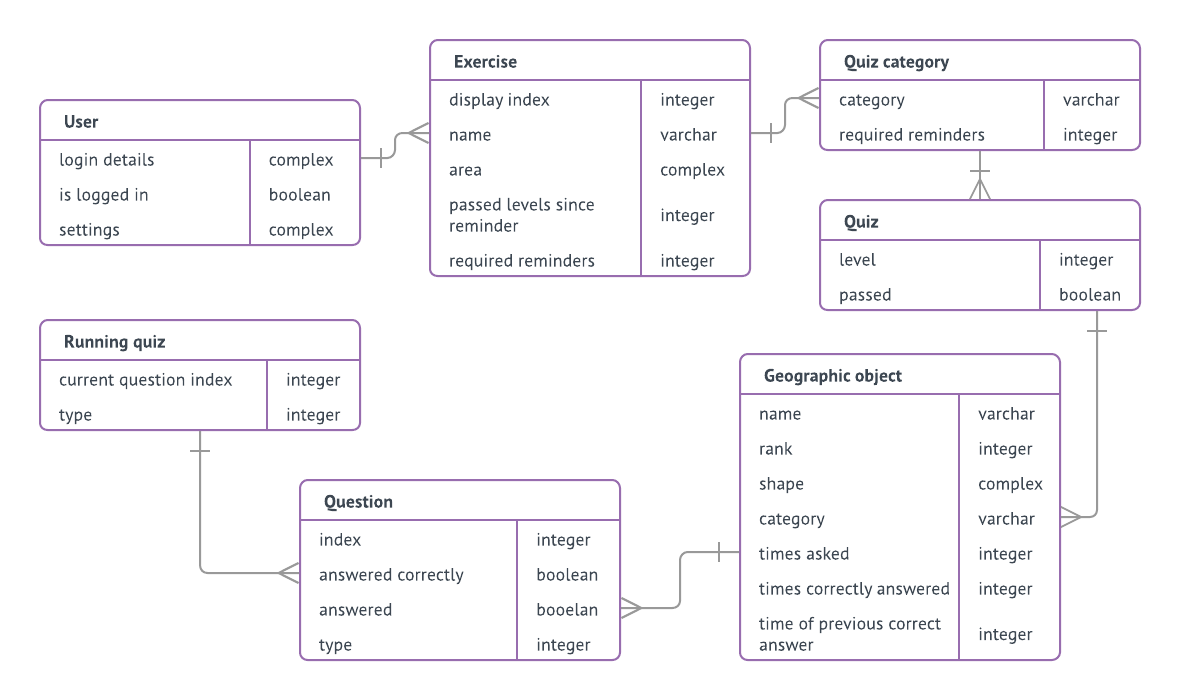 User
login details complex
is logged in boolean
settings complex
Exercise
display index integer
name varchar
area complex
passed levels since
reminder integer
required reminders integer
Quiz category
category varchar
required reminders integer
Quiz
level integer
passed boolean
Running quiz
current question index integer
type integer
Question
index integer
answered correctly boolean
answered booelan
type integer
Geographic object
name varchar
rank integer
shape complex
category varchar
times asked integer
times correctly answered integer
time of previous correct
answer integer